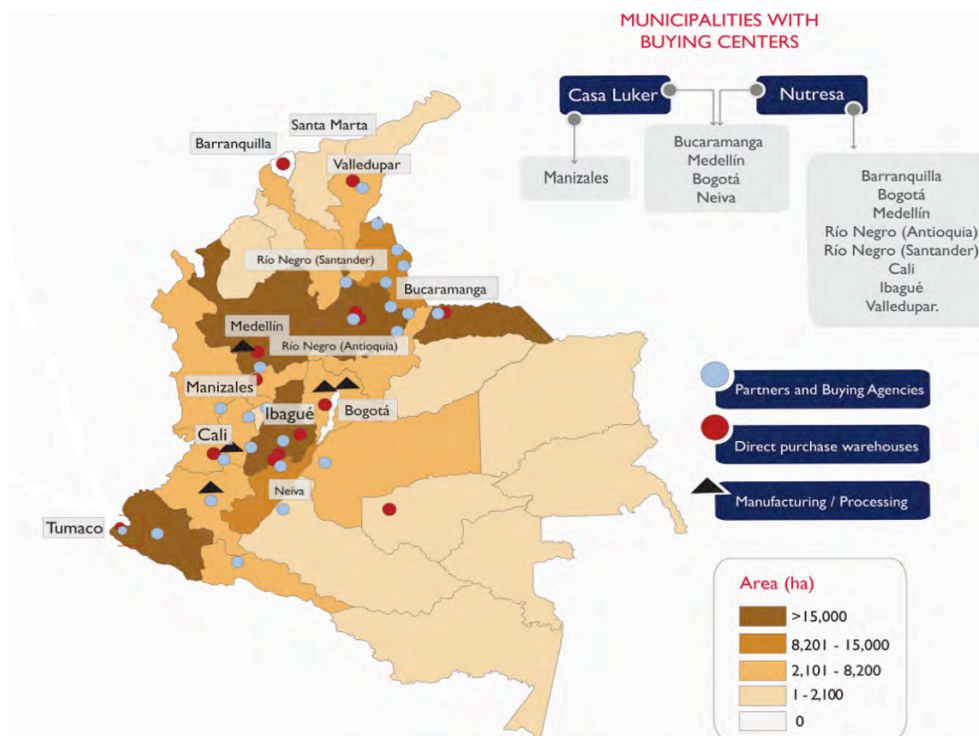 MUNICIPALITIES WITH
BUYING CENTERS
Casa Luker
Nutresa
Manizales
Bucaramanga
Medellín
Bogotá
Neiva
Barranquilla
Bogotá
Medellín
Río Negro (Antioquia)
Río Negro (Santander)
Cali
Ibagué
Valledupar.
Santa Marta
Barranquilla
Valledupar
Río Negro (Santander)
Bucaramanga
Medellín
Río Negro (Antioquia)
Manizales
Ibagué
Bogotá
Cali
Neiva
Tumaco
Partners and Buying Agencies
Direct purchase warehouses
Manufacturing / Processing
Area (ha)
>15,000
8,201 - 15,000
2,101 - 8,200
1 - 2,100
0